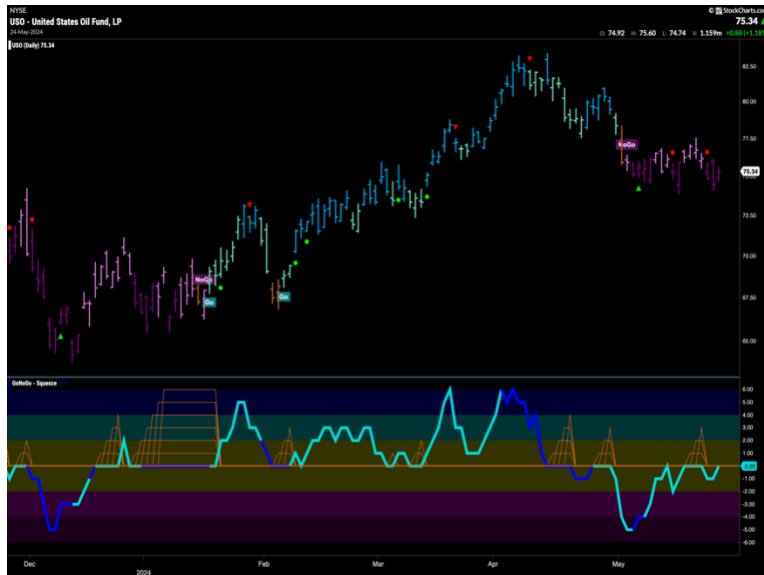 NYSE
© StockCharts.com
USO - United States Oil Fund, LP
75.34
24-May-2024
O: 74.92 H: 75.60 L: 74.74 V: 1.159m +0.88 (+1.18%
USO (Daily) 75.34
82.50
80.00
77.50
NoGo
75.34
72.50
70.00
NoGo
Go
Go
67.50
65.00
GoNoGo - Squeeze
6.00
5.00
4.00
3.00
2.00
1.00
0.00
-1.00
-2.00
-3.00
-4.00
-5.00
-6.00
Dec
Feb
Mar
Apr
May
2024